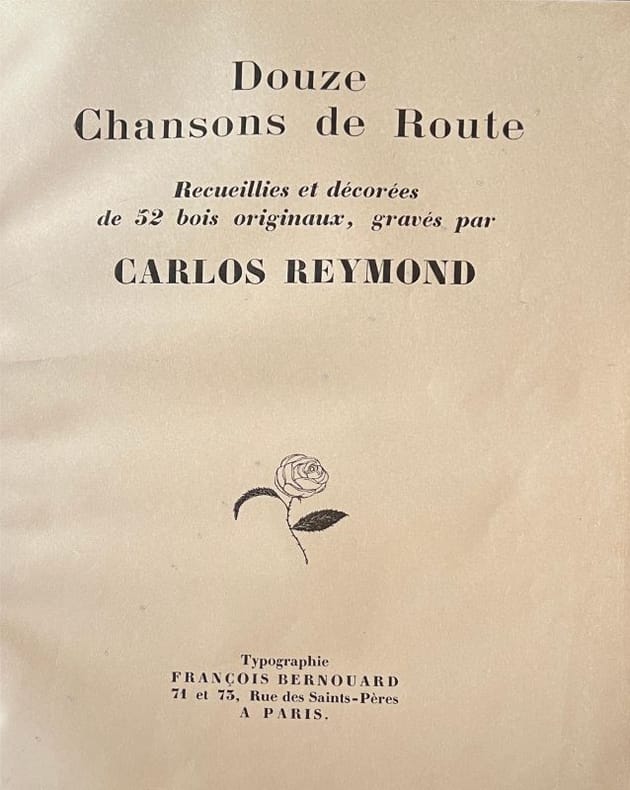 Douze
Chansons de Route
Recueillies et décorées
de 52 bois originaux, gravés par
CARLOS REYMOND
Typographie
FRANÇOIS BERNOUARD
71 et 73, Rue des Saints-Pères
A PARIS.